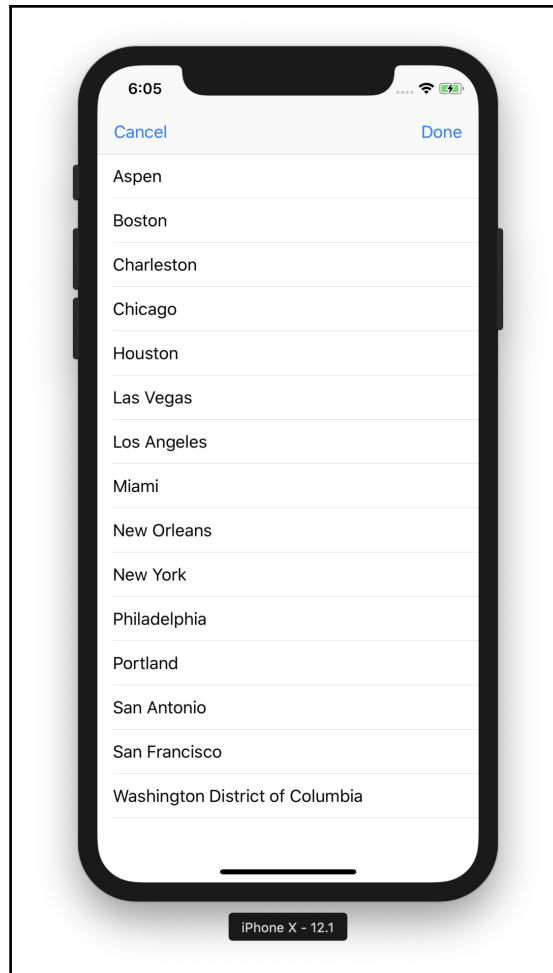 6:05
Cancel Done
Aspen
Boston
Charleston
Chicago
Houston
Las Vegas
Los Angeles
Miami
New Orleans
New York
Philadelphia
Portland
San Antonio
San Francisco
Washington District of Columbia
iPhone X - 12.1